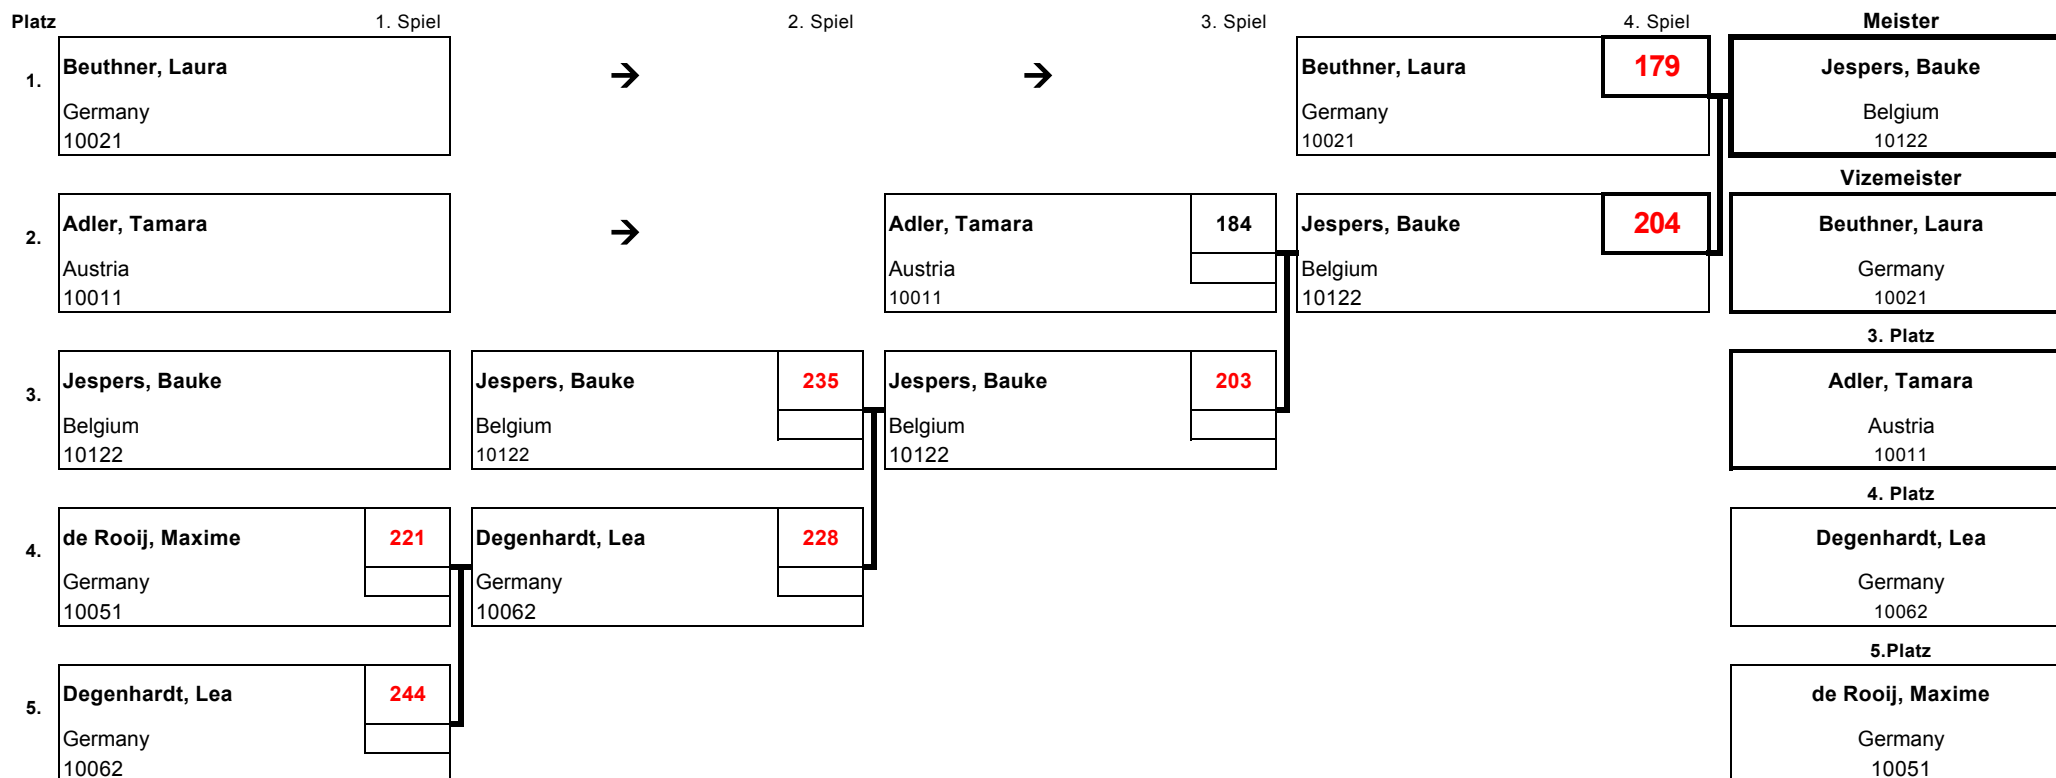 Platz 1. Spiel 2. Spiel 3. Spiel 4. Spiel Meister
1. Beuthner, Laura → → Beuthner, Laura 179 Jespers, Bauke
Germany Germany Belgium
10021 10021 10122
Vizemeister
2. Adler, Tamara → Adler, Tamara 184 Jespers, Bauke 204 Beuthner, Laura
Austria Austria Belgium Germany
10011 10011 10122 10021
3. Platz
3. Jespers, Bauke Jespers, Bauke 235 Jespers, Bauke 203 Adler, Tamara
Belgium Belgium Belgium Austria
10122 10122 10122 10011
4. Platz
4. de Rooij, Maxime 221 Degenhardt, Lea 228 Degenhardt, Lea
Germany Germany Germany
10051 10062 10062
5.Platz
5. Degenhardt, Lea 244 de Rooij, Maxime
Germany Germany
10062 10051